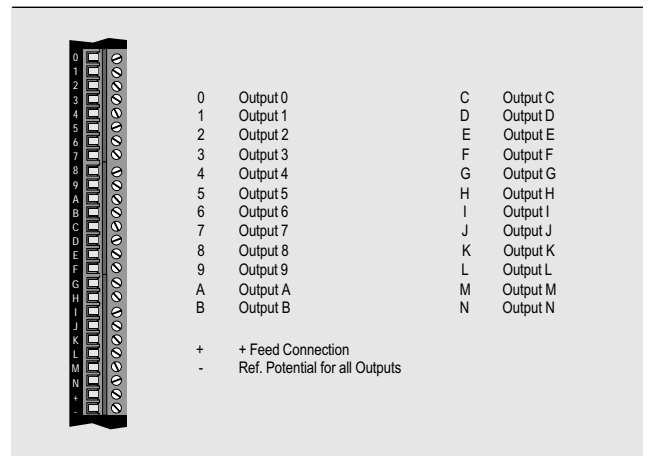 0
1
2
3
4
5
6
7
8
9
A
B
C
D
E
F
G
H
I
J
K
L
M
N
+
-
0 Output 0
1 Output 1
2 Output 2
3 Output 3
4 Output 4
5 Output 5
6 Output 6
7 Output 7
8 Output 8
9 Output 9
A Output A
B Output B
C Output C
D Output D
E Output E
F Output F
G Output G
H Output H
I Output I
J Output J
K Output K
L Output L
M Output M
N Output N
+ + Feed Connection
- Ref. Potential for all Outputs